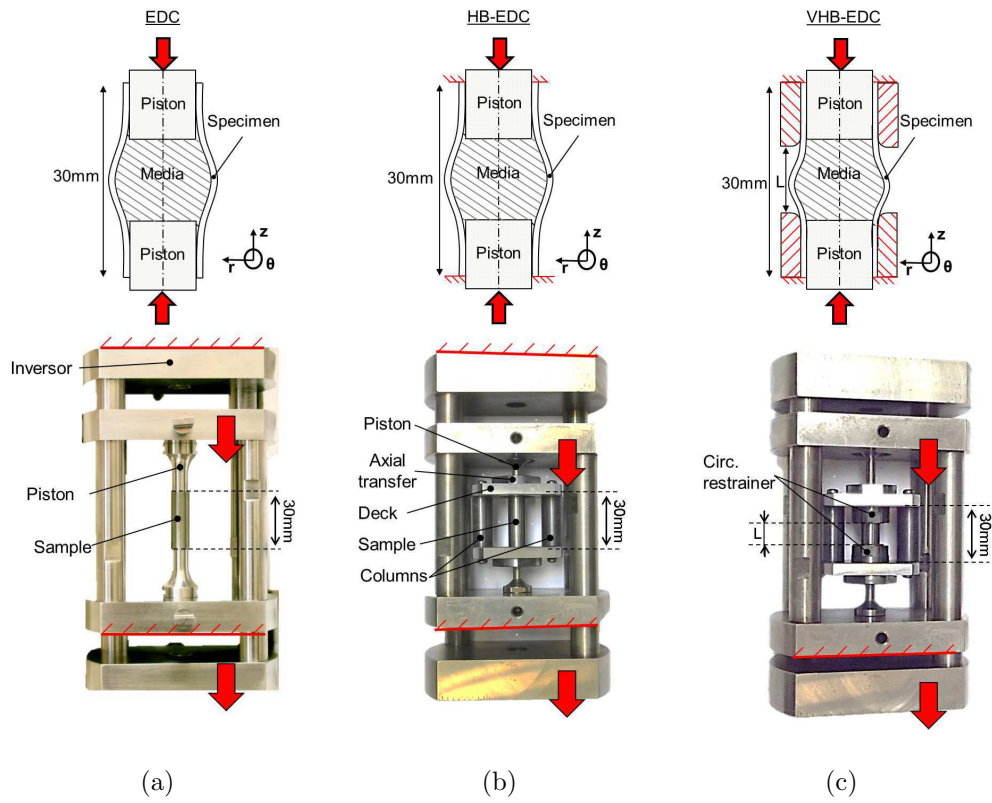 EDC
Piston
Specimen
30mm
Media
Piston
z
r
θ
HB-EDC
Piston
Specimen
30mm
Media
Piston
z
r
θ
VHB-EDC
Piston
Specimen
30mm
L
Media
Piston
z
r
θ
Inversor
Piston
Sample
30mm
Piston
Axial
transfer
Deck
Sample
Columns
30mm
Circ.
restrainer
L
30mm
(a)
(b)
(c)